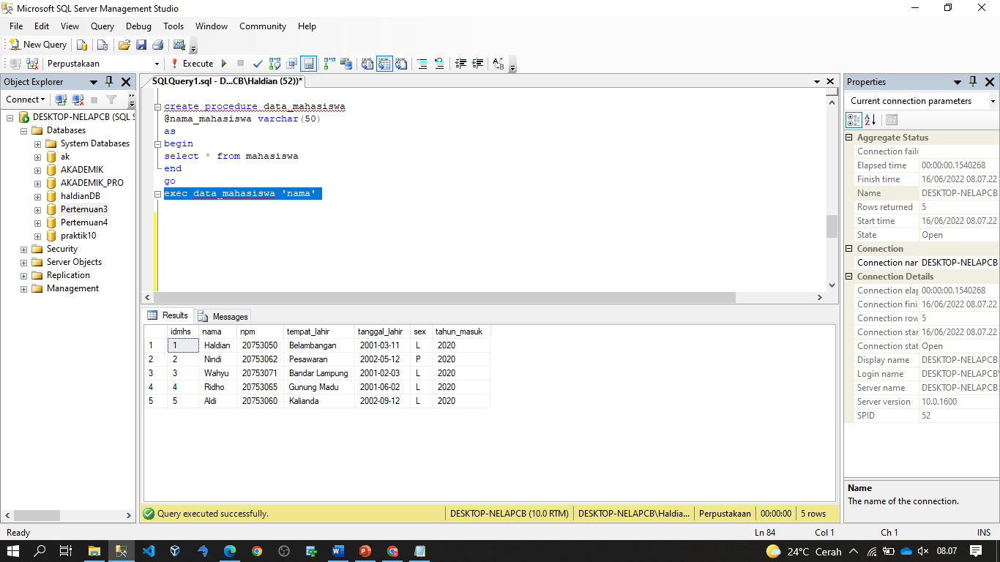 Microsoft SQL Server Management Studio
File Edit View Query Debug Tools Window Community Help
New Query
Perpustakaan Execute
Object Explorer
Connect
DESKTOP-NELAPCB (SQL S
Databases
System Databases
ak
AKADEMIK
AKADEMIK_PRO
haldianDB
Pertemuan3
Pertemuan4
praktik10
Security
Server Objects
Replication
Management
SQLQuery1.sql - D...CB\Haldian (52))*
create procedure data_mahasiswa
@nama_mahasiswa varchar(50)
as
begin
select * from mahasiswa
end
go
exec data_mahasiswa 'nama'
Results Messages
idmhs nama npm tempat_lahir tanggal_lahir sex tahun_masuk
1 1 Haldian 20753050 Belambangan 2001-03-11 L 2020
2 2 Nindi 20753062 Pesawaran 2002-05-12 P 2020
3 3 Wahyu 20753071 Bandar Lampung 2001-02-03 L 2020
4 4 Ridho 20753065 Gunung Madu 2001-06-02 L 2020
5 5 Aldi 20753060 Kalianda 2002-09-12 L 2020
Query executed successfully. DESKTOP-NELAPCB (10.0 RTM) DESKTOP-NELAPCB\Haldia... Perpustakaan 00:00:00 5 rows
Properties
Current connection parameters
Aggregate Status
Connection failu
Elapsed time 00:00:00.1540268
Finish time 16/06/2022 08.07.22
Name DESKTOP-NELAPCB
Rows returned 5
Start time 16/06/2022 08.07.22
State Open
Connection
Connection nar DESKTOP-NELAPCB
Connection Details
Connection elap 00:00:00.1540268
Connection fini 16/06/2022 08.07.22
Connection row 5
Connection star 16/06/2022 08.07.22
Connection stat Open
Display name DESKTOP-NELAPCB
Login name DESKTOP-NELAPCB\
Server name DESKTOP-NELAPCB
Server version 10.0.1600
SPID 52
Name
The name of the connection.
Ready Ln 84 Col 1 Ch 1 INS
24°C Cerah 08.07